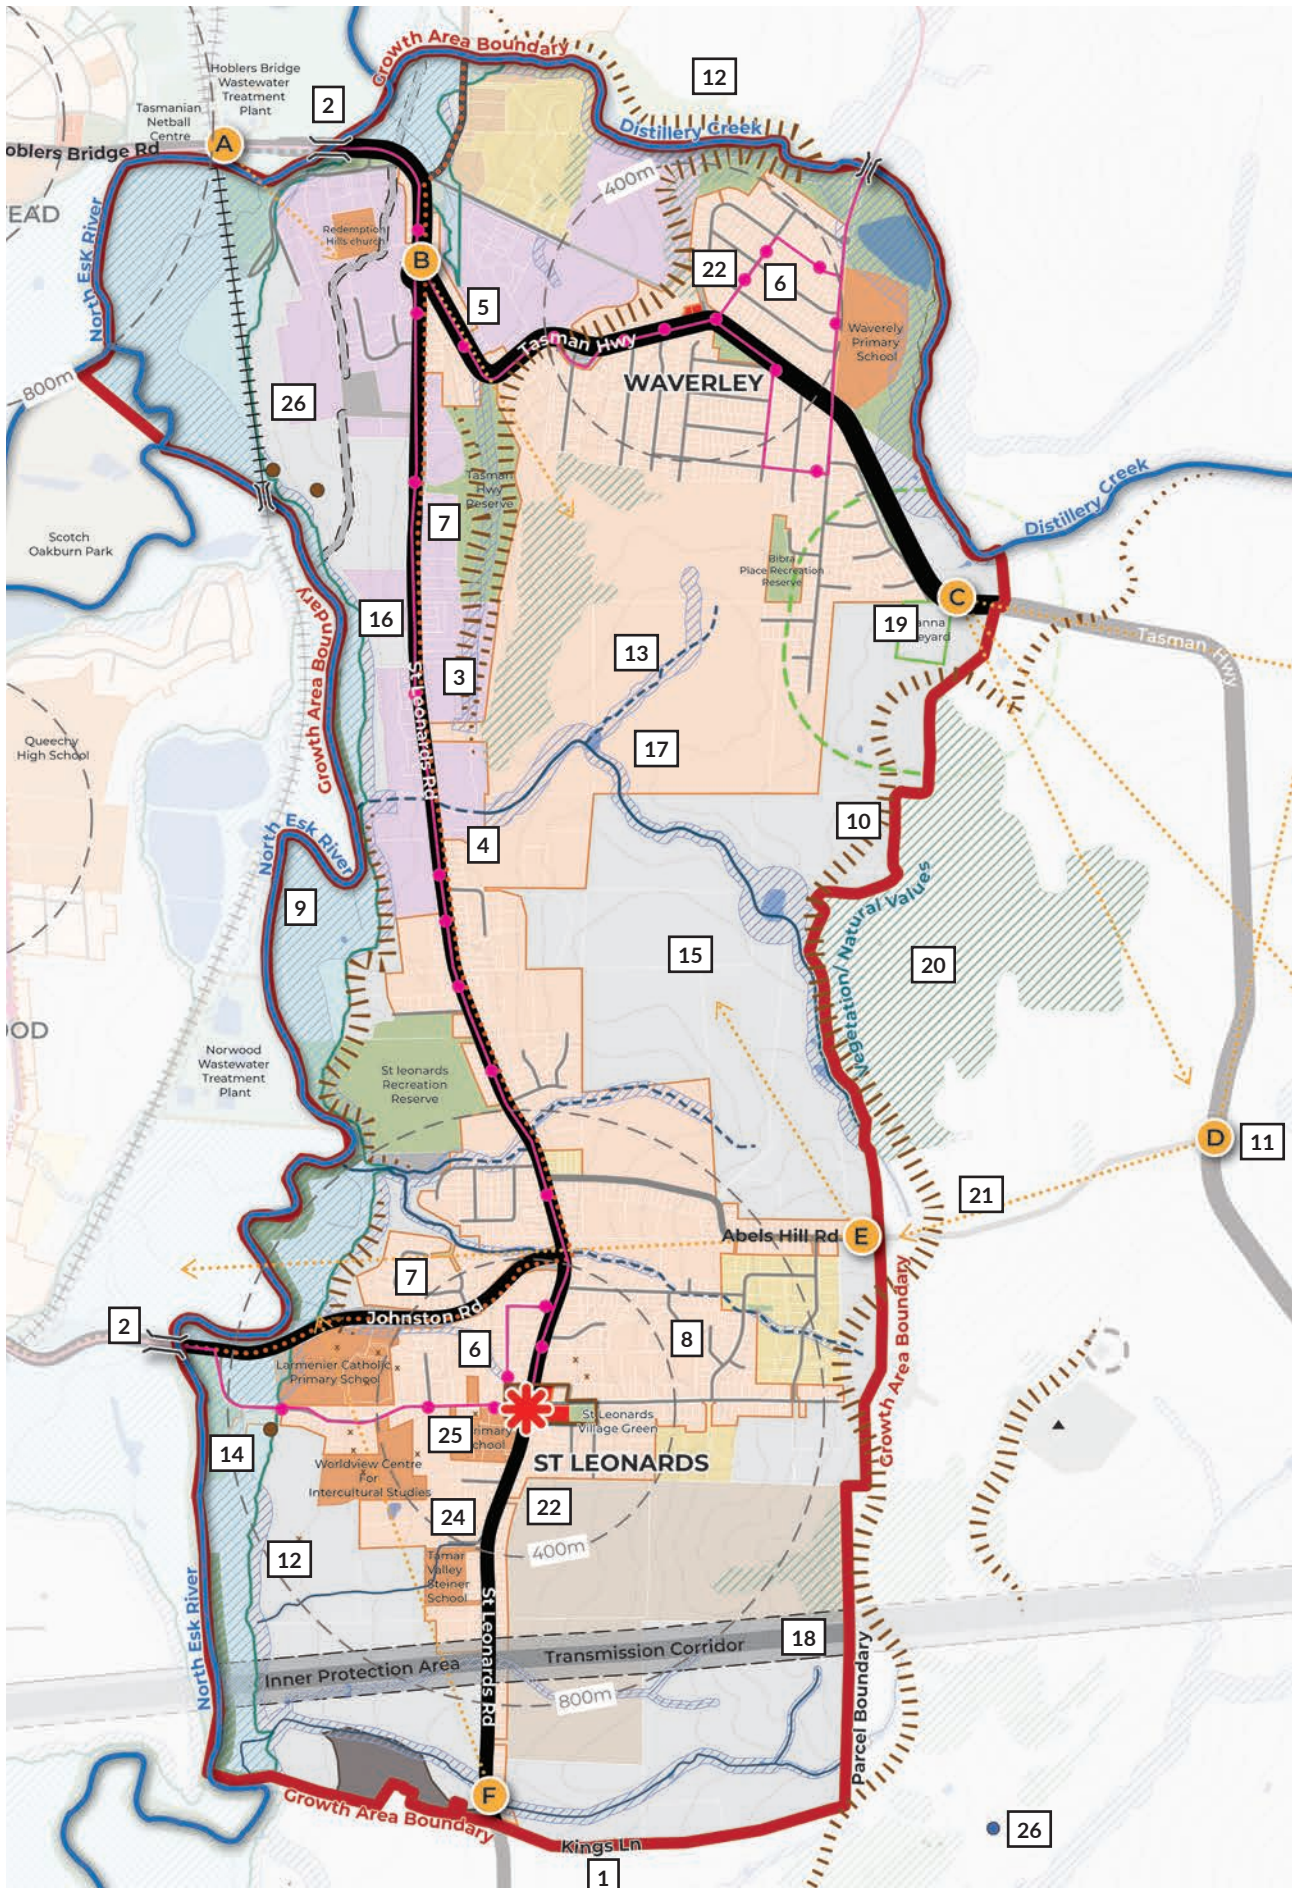 Growth Area Boundary
12
Hoblers Bridge
Wastewater
Treatment
Plant
2
Tasmanian
Netball
Centre
Distillery Creek
A
oblers Bridge Rd
400m
EAD
Redemption
Hills church
North Esk River
B
22
6
5
Tasman Hwy
Waverely
Primary
School
WAVERLEY
800m
26
Tasman
Hwy
Reserve
Distillery Creek
7
Scotch
Oakburn Park
Bibra
Place Recreation
Reserve
C
16
19
anna
eyard
Growth Area Boundary
Tasman Hwy
13
3
St Leonards Rd
17
Queechy
High School
10
4
North Esk River
Vegetation/ Natural Values
9
15
20
OOD
Norwood
Wastewater
Treatment
Plant
St leonards
Recreation
Reserve
D
11
21
Abels Hill Rd
E
7
Johnston Rd
2
Growth Area Boundary
6
8
Larmenier Catholic
Primary School
St Leonards
Village Green
25
rimary
chool
14
Worldview Centre
For
Intercultural Studies
ST LEONARDS
24
22
400m
12
Tamar
Valley
Steiner
School
North Esk River
St Leonards Rd
18
Transmission Corridor
Inner Protection Area
Parcel Boundary
800m
F
Growth Area Boundary
26
Kings Ln
1